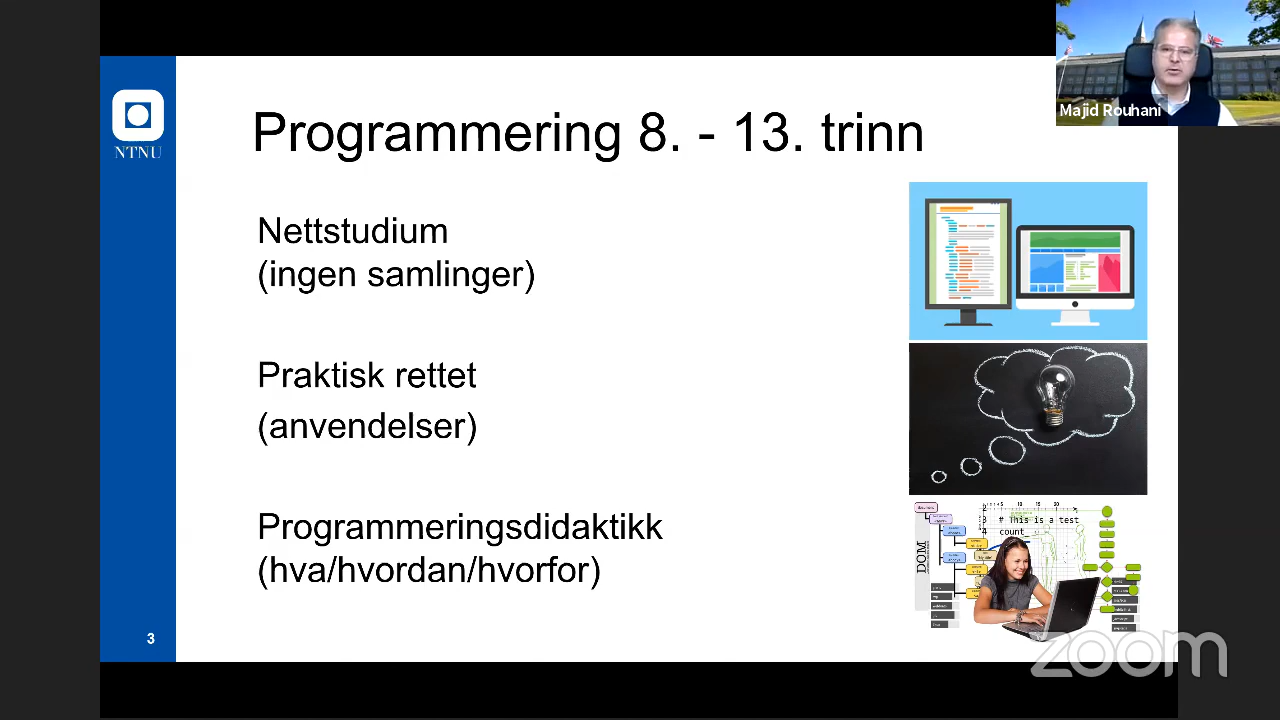 Majid Rouhani
NTNU
Programmering 8. - 13. trinn
Nettstudium
(ingen samlinger)
Praktisk rettet
(anvendelser)
Programmeringsdidaktikk
(hva/hvordan/hvorfor)
# This is a test
count_
DOM
3
zoom